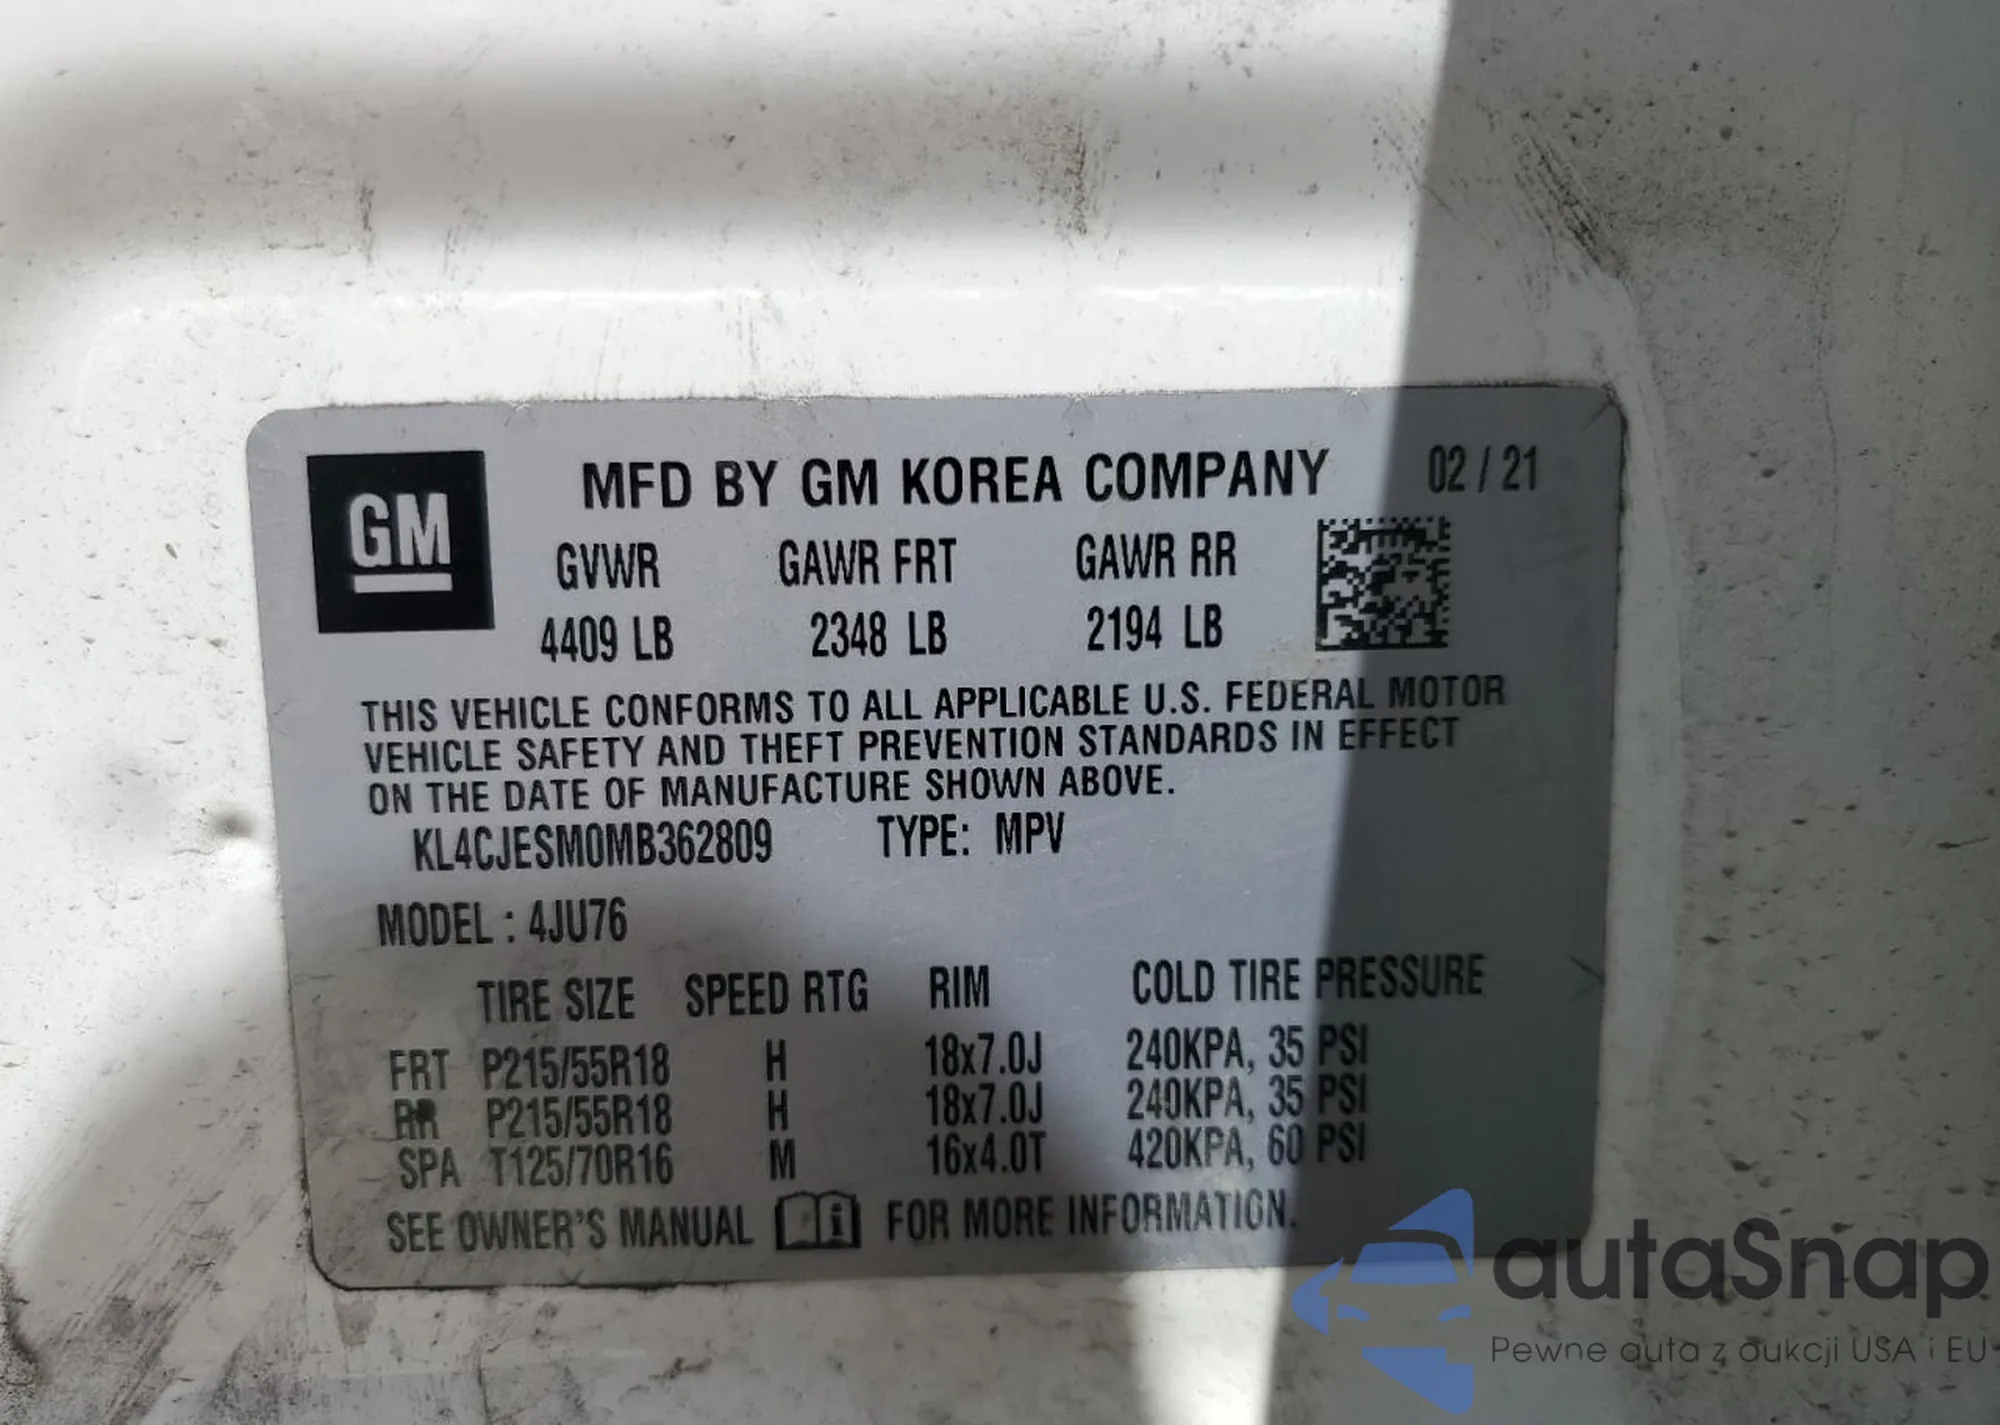 GM
MFD BY GM KOREA COMPANY 02 / 21
GVWR GAWR FRT GAWR RR
4409 LB 2348 LB 2194 LB
THIS VEHICLE CONFORMS TO ALL APPLICABLE U.S. FEDERAL MOTOR
VEHICLE SAFETY AND THEFT PREVENTION STANDARDS IN EFFECT
ON THE DATE OF MANUFACTURE SHOWN ABOVE.
KL4CJESM0MB362809 TYPE: MPV
MODEL : 4JU76
TIRE SIZE SPEED RTG RIM COLD TIRE PRESSURE
FRT P215/55R18 H 18x7.0J 240KPA, 35 PSI
RR P215/55R18 H 18x7.0J 240KPA, 35 PSI
SPA T125/70R16 M 16x4.0T 420KPA, 60 PSI
SEE OWNER'S MANUAL i FOR MORE INFORMATION.
autaSnap
Pewne auta z aukcji USA i EU